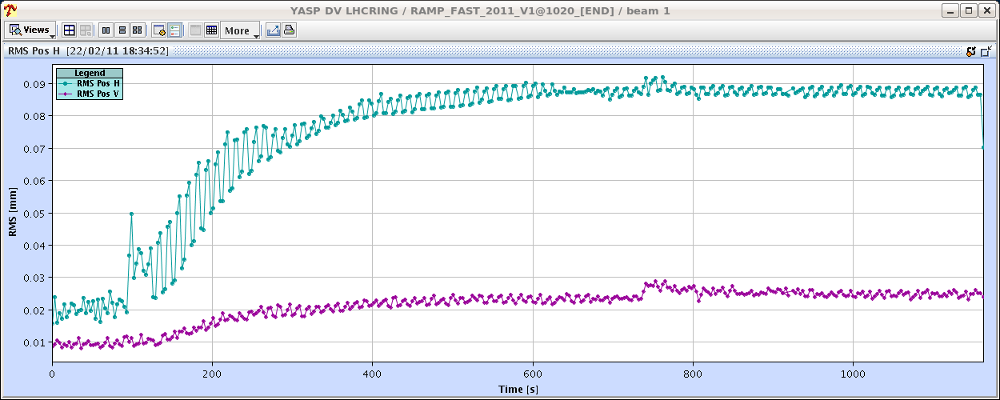 YASP DV LHCRING / RAMP_FAST_2011_V1@1020_[END] / beam 1
Views
More
RMS Pos H [22/02/11 18:34:52]
Legend
RMS Pos H
RMS Pos V
0.09
0.08
0.07
0.06
0.05
0.04
0.03
0.02
0.01
RMS [mm]
0 200 400 600 800 1000
Time [s]